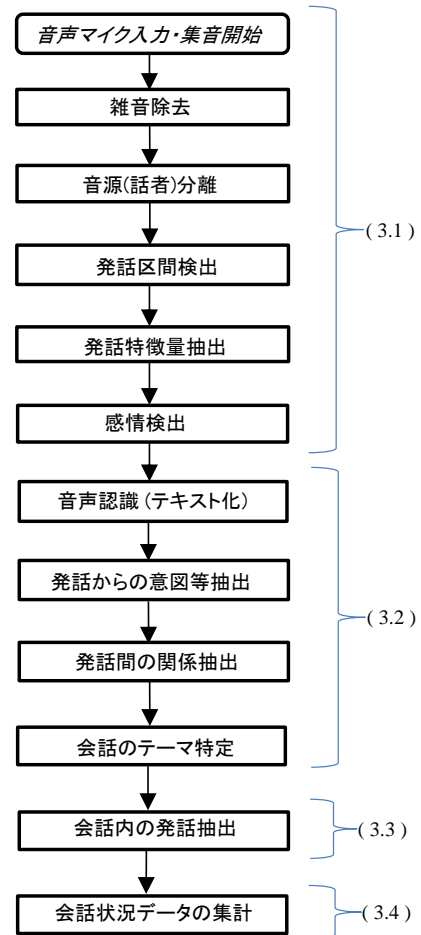 音声マイク入力・集音開始
雑音除去
音源(話者)分離
発話区間検出
発話特徴量抽出
感情検出
( 3.1 )
音声認識(テキスト化)
発話からの意図等抽出
発話間の関係抽出
会話のテーマ特定
( 3.2 )
会話内の発話抽出
( 3.3 )
会話状況データの集計
( 3.4 )